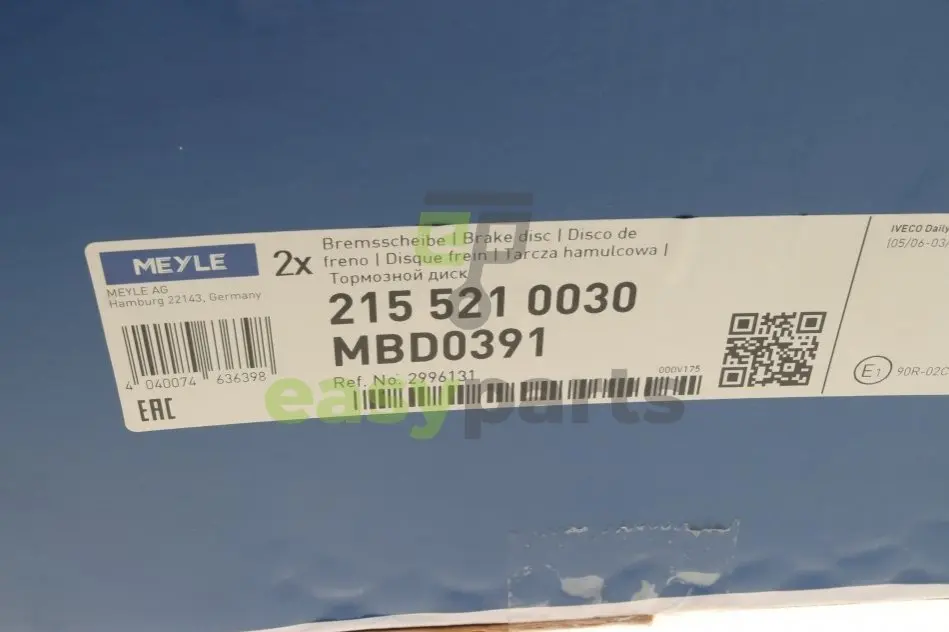 MEYLE
MEYLE AG
Hamburg 22143, Germany
2x
Bremsscheibe | Brake disc | Disco de
freno | Disque frein | Tarcza hamulcowa |
Тормозной диск
215 521 0030
MBD0391
Ref. No: 2996131
000V175
4 040074 636398
EAC
IVECO Daily
105/06-03/
E1 90R-02C
ep
easyparts